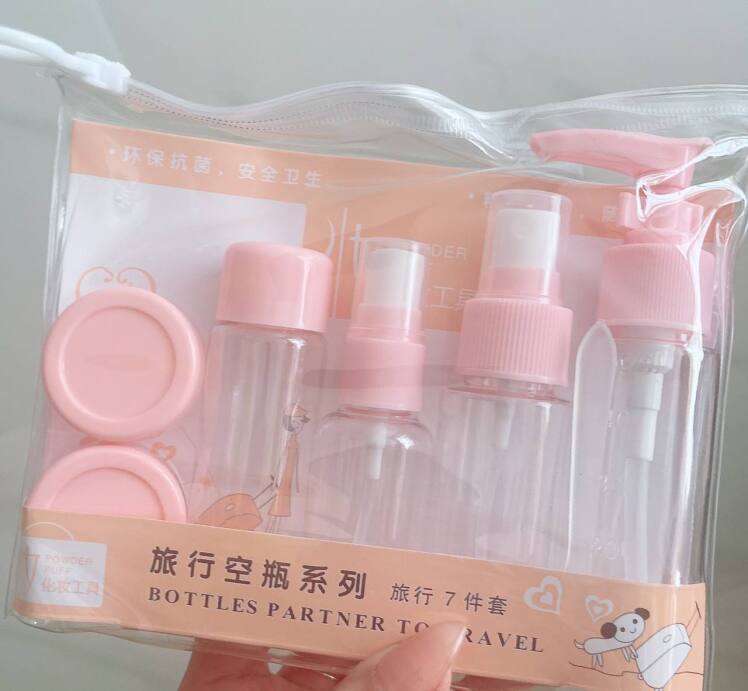 ·环保抗菌，安全卫生
POWDER
PUFF
化妆工具
旅行空瓶系列
旅行7件套
BOTTLES PARTNER TO TRAVEL